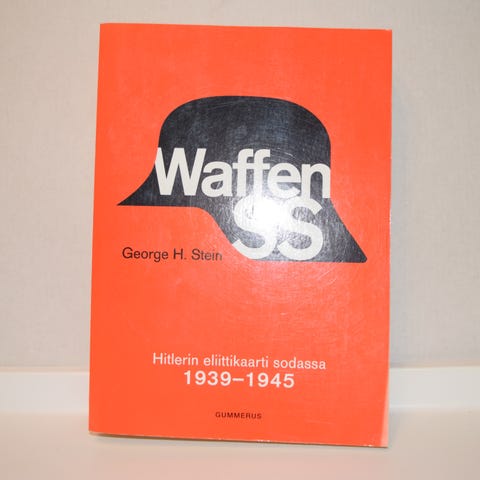 Waffen
SS
George H. Stein
Hitlerin eliittikaarti sodassa
1939–1945
GUMMERUS